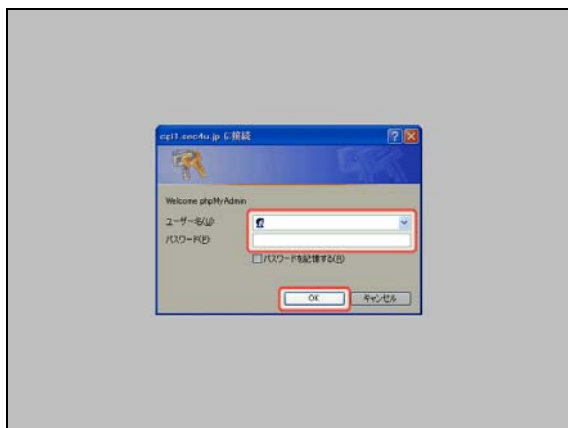 cgi1.sec4u.jp に接続
Welcome phpMyAdmin
ユーザー名(U):
パスワード(P):
パスワードを記憶する(R)
OK
キャンセル